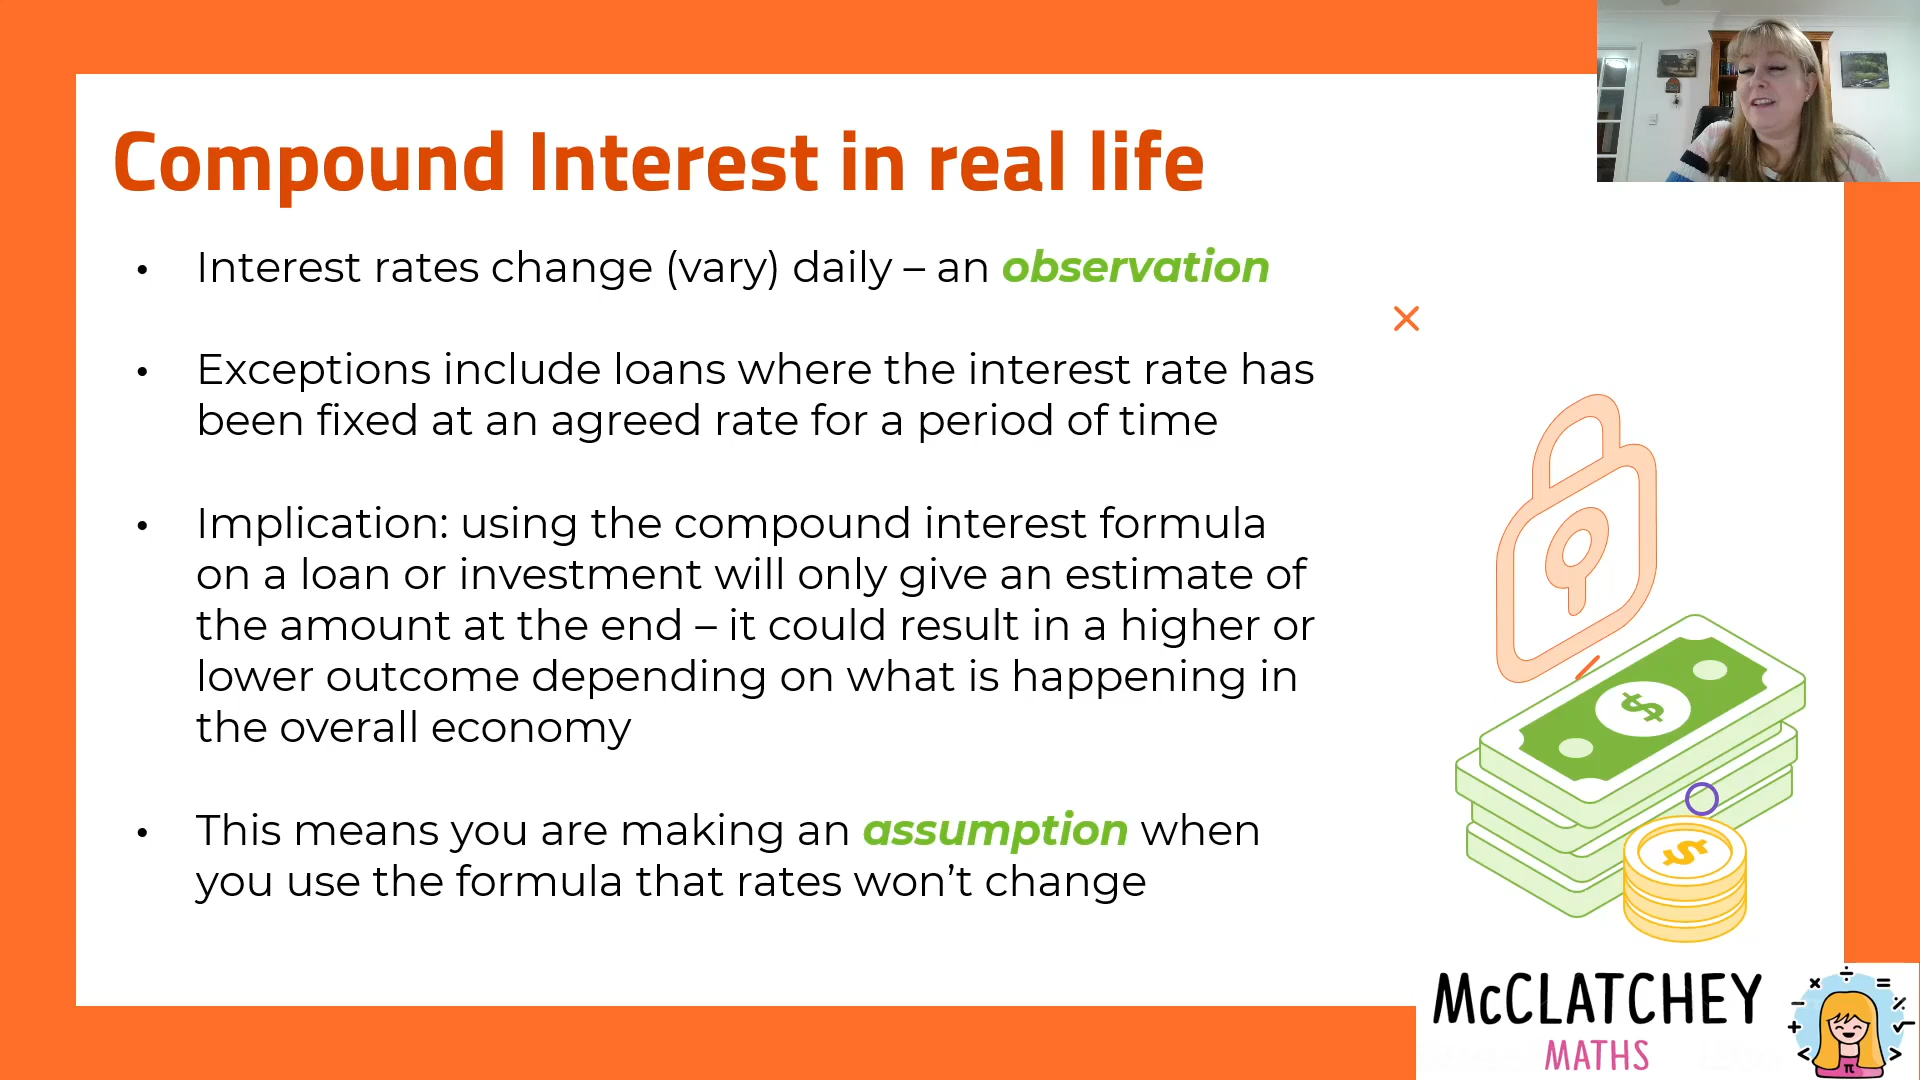 Compound Interest in real life
• Interest rates change (vary) daily – an observation
• Exceptions include loans where the interest rate has
been fixed at an agreed rate for a period of time
• Implication: using the compound interest formula
on a loan or investment will only give an estimate of
the amount at the end – it could result in a higher or
lower outcome depending on what is happening in
the overall economy
• This means you are making an assumption when
you use the formula that rates won’t change
$
$
McCLATCHEY
MATHS
× ÷ =
− %
+ √
< π >